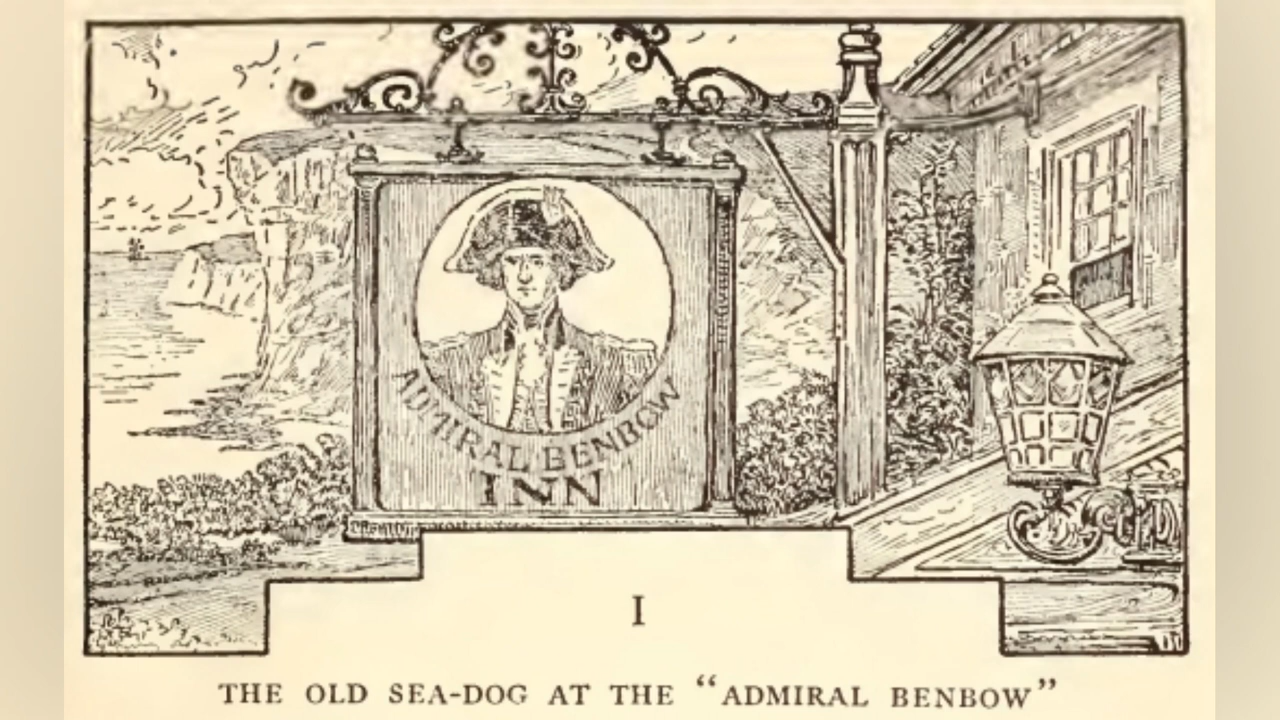 ADMIRAL BENBOW
INN
I
THE OLD SEA-DOG AT THE “ADMIRAL BENBOW”